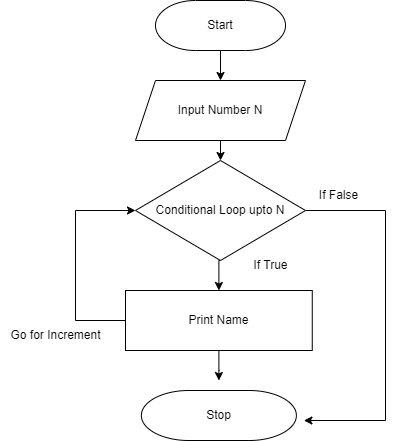 Start
Input Number N
Conditional Loop upto N
If False
If True
Print Name
Go for Increment
Stop